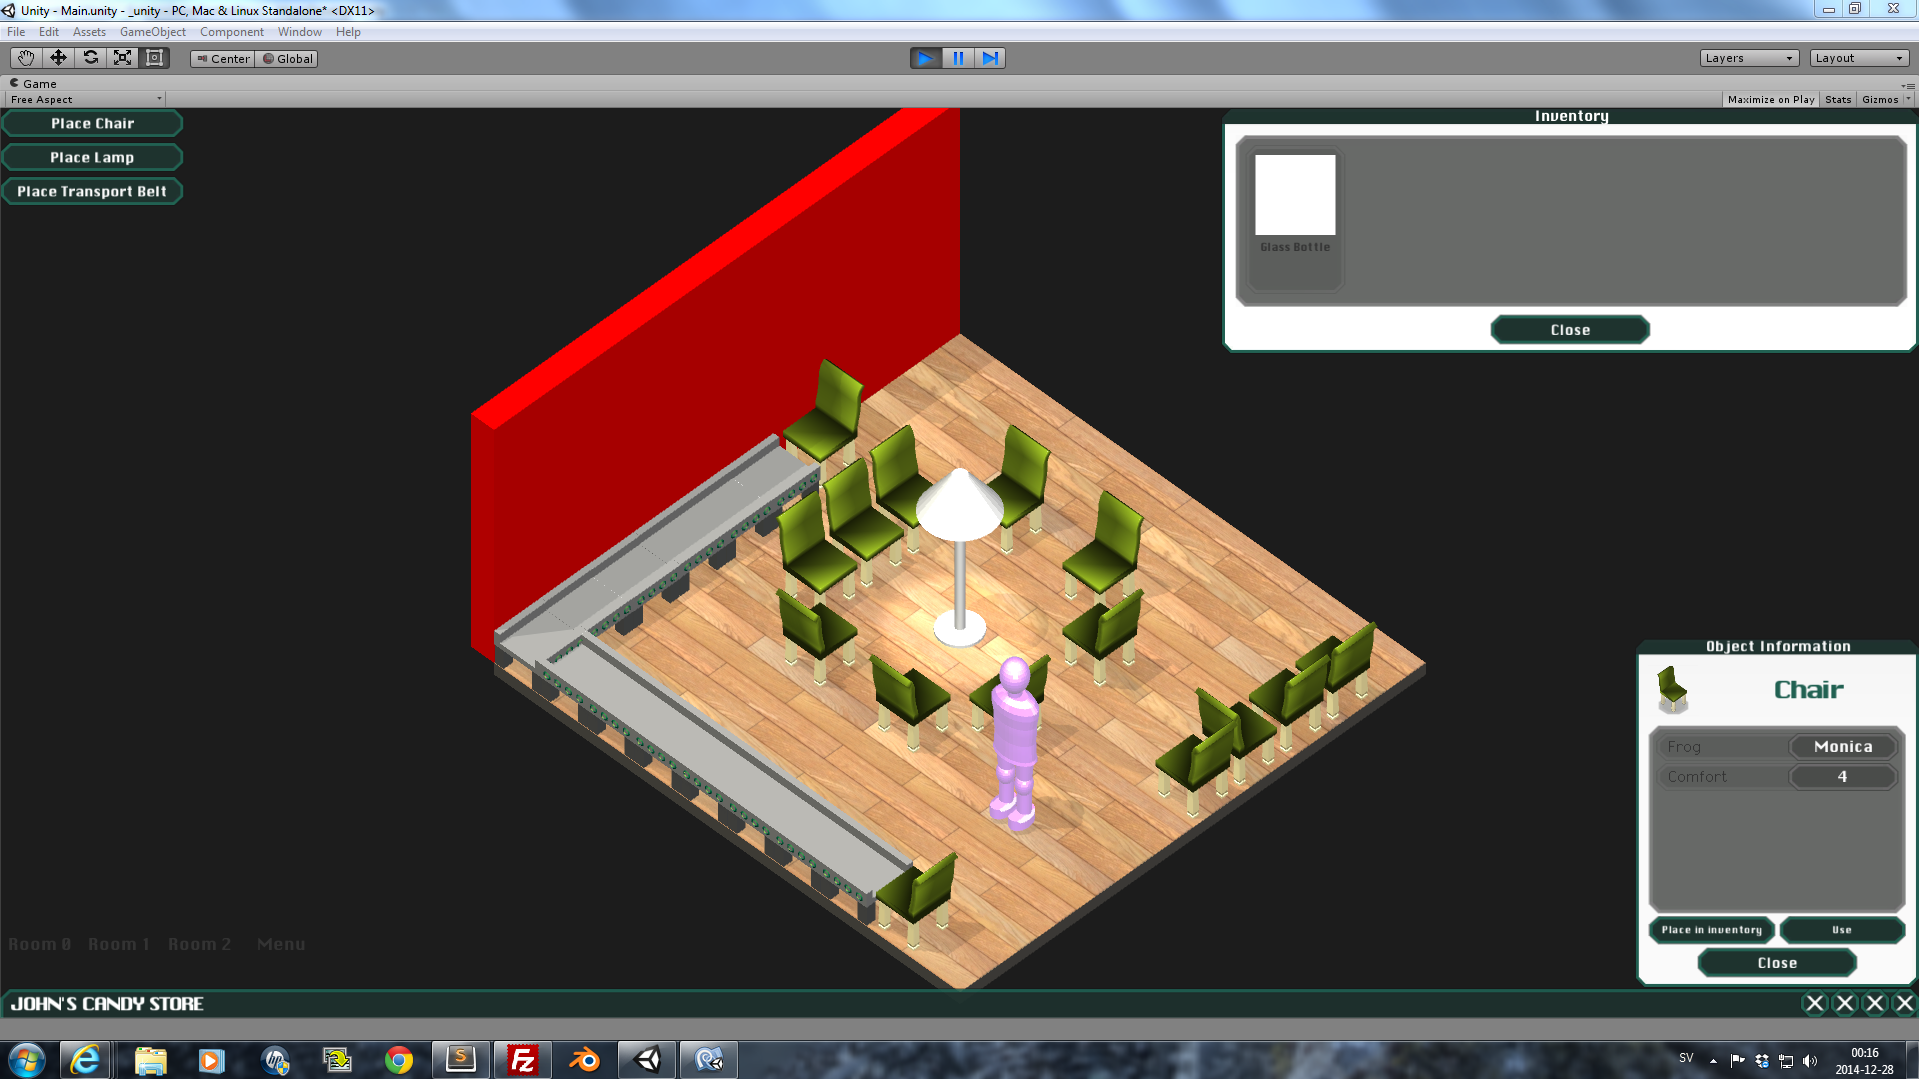 Unity - Main.unity - _unity - PC, Mac & Linux Standalone* <DX11>
File Edit Assets GameObject Component Window Help
Center Global Layers Layout
Game
Free Aspect Maximize on Play Stats Gizmos
Place Chair
Place Lamp
Place Transport Belt
Inventory
Glass Bottle
Close
Object Information
Chair
Frog Monica
Comfort 4
Place in inventory Use
Close
Room 0 Room 1 Room 2 Menu
JOHN'S CANDY STORE
SV 00:16
2014-12-28